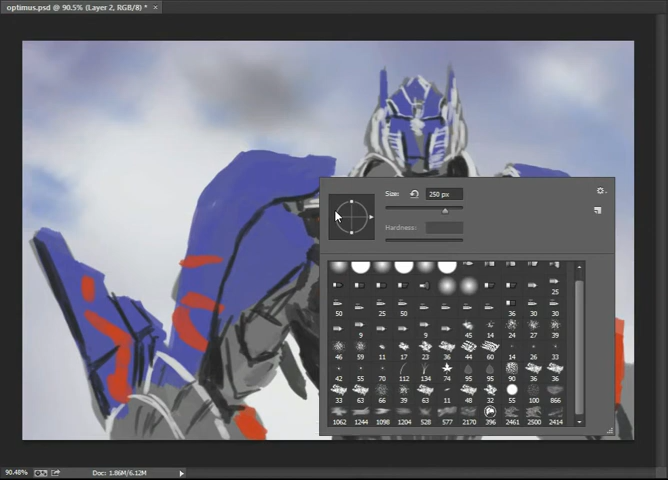 optimus.psd @ 90.5% (Layer 2, RGB/8) * ×
Size: 250 px
Hardness:
25
50 25 50 36 30 30
9 9 9 45 14 24 27 39
46 59 11 17 23 36 44 60 14 26 33
42 55 70 112 134 74 95 95 90 36 36
33 63 66 39 63 11 48 32 55 100 866
1062 1244 1098 1204 528 577 2170 396 2461 2500 2414
90.48% Doc: 1.86M/6.12M